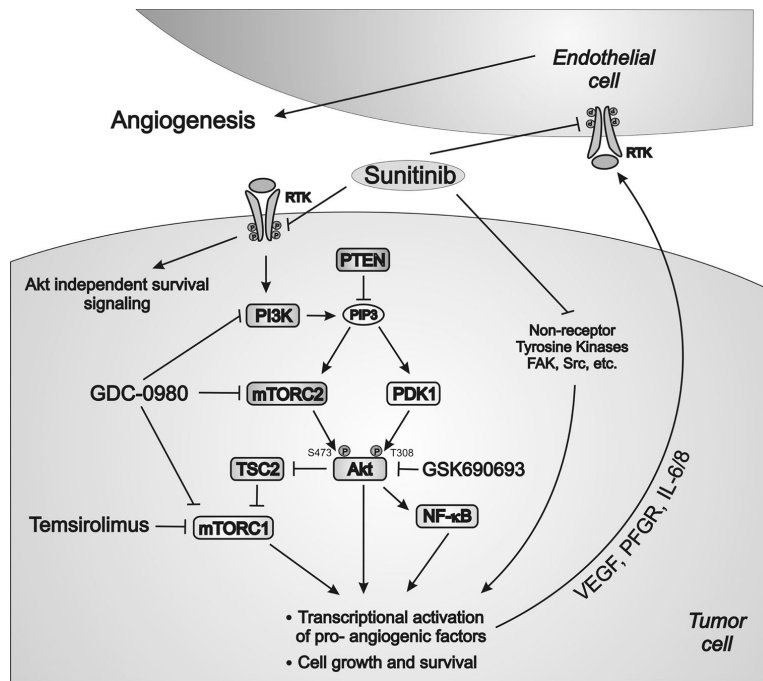 Endothelial
cell
Angiogenesis
P P
P P
RTK
Sunitinib
RTK
P P
P P
Akt independent survival
signaling
PTEN
PI3K
PIP3
Non-receptor
Tyrosine Kinases
FAK, Src, etc.
GDC-0980
mTORC2
PDK1
S473
P
P
T308
TSC2
Akt
GSK690693
Temsirolimus
mTORC1
NF-κB
VEGF, PFGR, IL-6/8
• Transcriptional activation
of pro- angiogenic factors
• Cell growth and survival
Tumor
cell